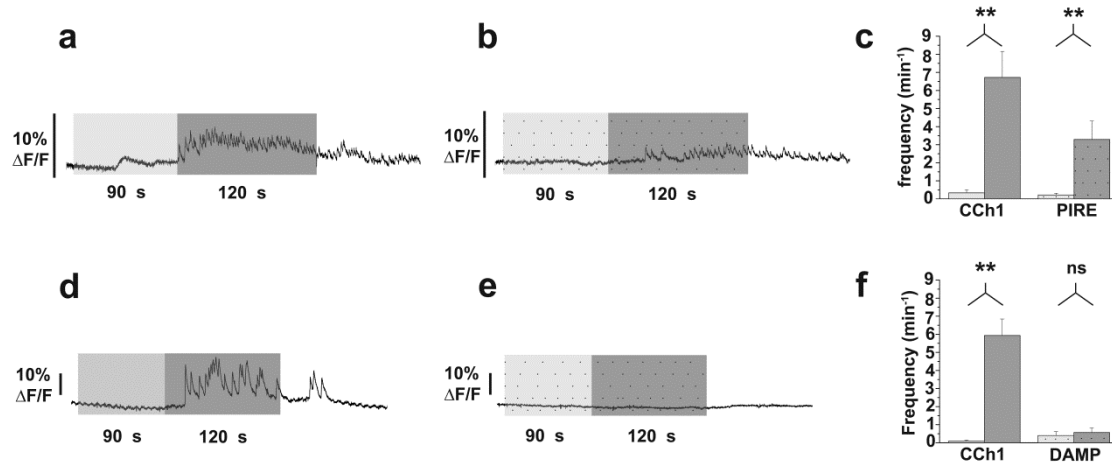 a
10%
ΔF/F
90 s
120 s
b
10%
ΔF/F
90 s
120 s
c
**
**
frequency (min-1)
9
8
7
6
5
4
3
2
1
0
CCh1
PIRE
d
10%
ΔF/F
90 s
120 s
e
10%
ΔF/F
90 s
120 s
f
**
ns
Frequency (min-1)
9
8
7
6
5
4
3
2
1
0
CCh1
DAMP